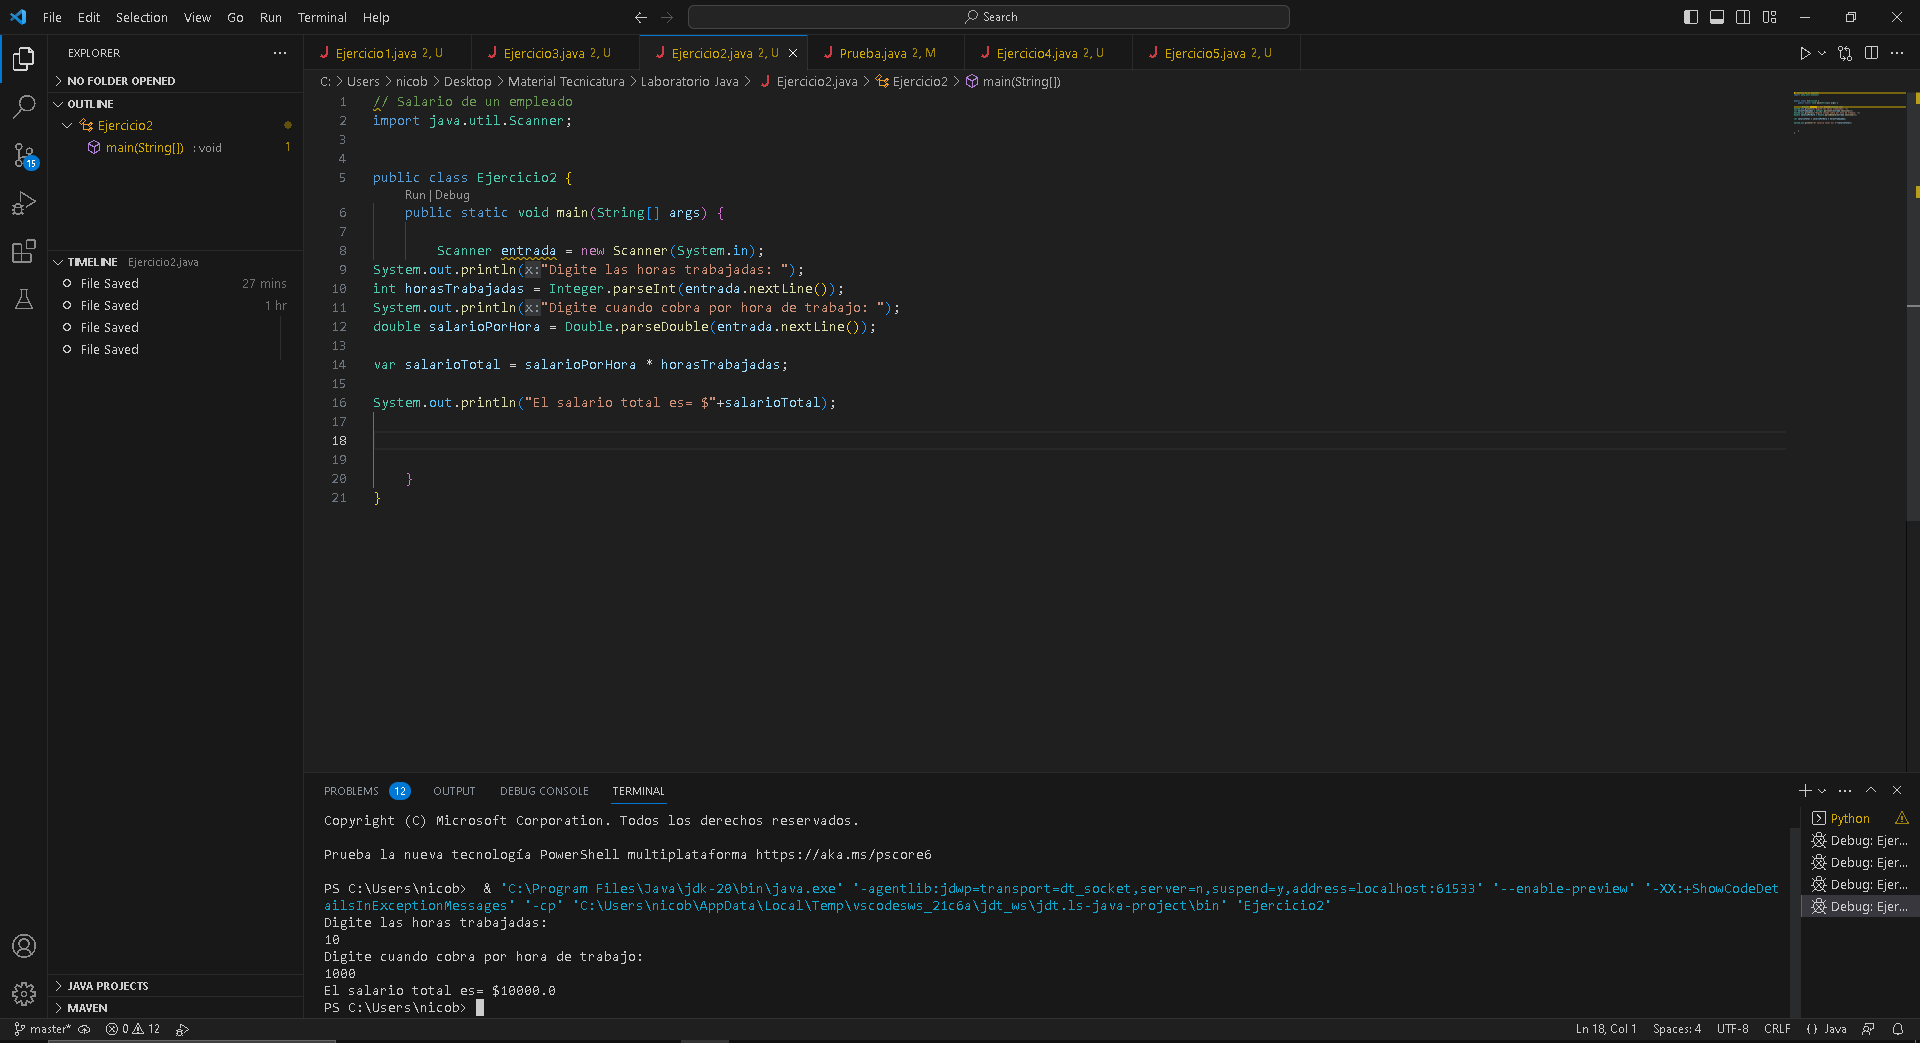 File Edit Selection View Go Run Terminal Help
Search
EXPLORER
NO FOLDER OPENED
OUTLINE
Ejercicio2
main(String[]) : void 1
TIMELINE Ejercicio2.java
File Saved 27 mins
File Saved 1 hr
File Saved
File Saved
JAVA PROJECTS
MAVEN
15
Ejercicio1.java 2, U
Ejercicio3.java 2, U
Ejercicio2.java 2, U
Prueba.java 2, M
Ejercicio4.java 2, U
Ejercicio5.java 2, U
C: > Users > nicob > Desktop > Material Tecnicatura > Laboratorio Java > Ejercicio2.java > Ejercicio2 > main(String[])
1 // Salario de un empleado
2 import java.util.Scanner;
3
4
5 public class Ejercicio2 {
Run | Debug
6 public static void main(String[] args) {
7
8 Scanner entrada = new Scanner(System.in);
9 System.out.println(x:"Digite las horas trabajadas: ");
10 int horasTrabajadas = Integer.parseInt(entrada.nextLine());
11 System.out.println(x:"Digite cuando cobra por hora de trabajo: ");
12 double salarioPorHora = Double.parseDouble(entrada.nextLine());
13
14 var salarioTotal = salarioPorHora * horasTrabajadas;
15
16 System.out.println("El salario total es= $"+salarioTotal);
17
18
19
20 }
21 }
PROBLEMS 12 OUTPUT DEBUG CONSOLE TERMINAL
Copyright (C) Microsoft Corporation. Todos los derechos reservados.
Prueba la nueva tecnología PowerShell multiplataforma https://aka.ms/pscore6
PS C:\Users\nicob> & 'C:\Program Files\Java\jdk-20\bin\java.exe' '-agentlib:jdwp=transport=dt_socket,server=n,suspend=y,address=localhost:61533' '--enable-preview' '-XX:+ShowCodeDet
ailsInExceptionMessages' '-cp' 'C:\Users\nicob\AppData\Local\Temp\vscodesws_21c6a\jdt_ws\jdt.ls-java-project\bin' 'Ejercicio2'
Digite las horas trabajadas:
10
Digite cuando cobra por hora de trabajo:
1000
El salario total es= $10000.0
PS C:\Users\nicob>
Python
Debug: Ejer...
Debug: Ejer...
Debug: Ejer...
Debug: Ejer...
master* 0 12
Ln 18, Col 1 Spaces: 4 UTF-8 CRLF {} Java